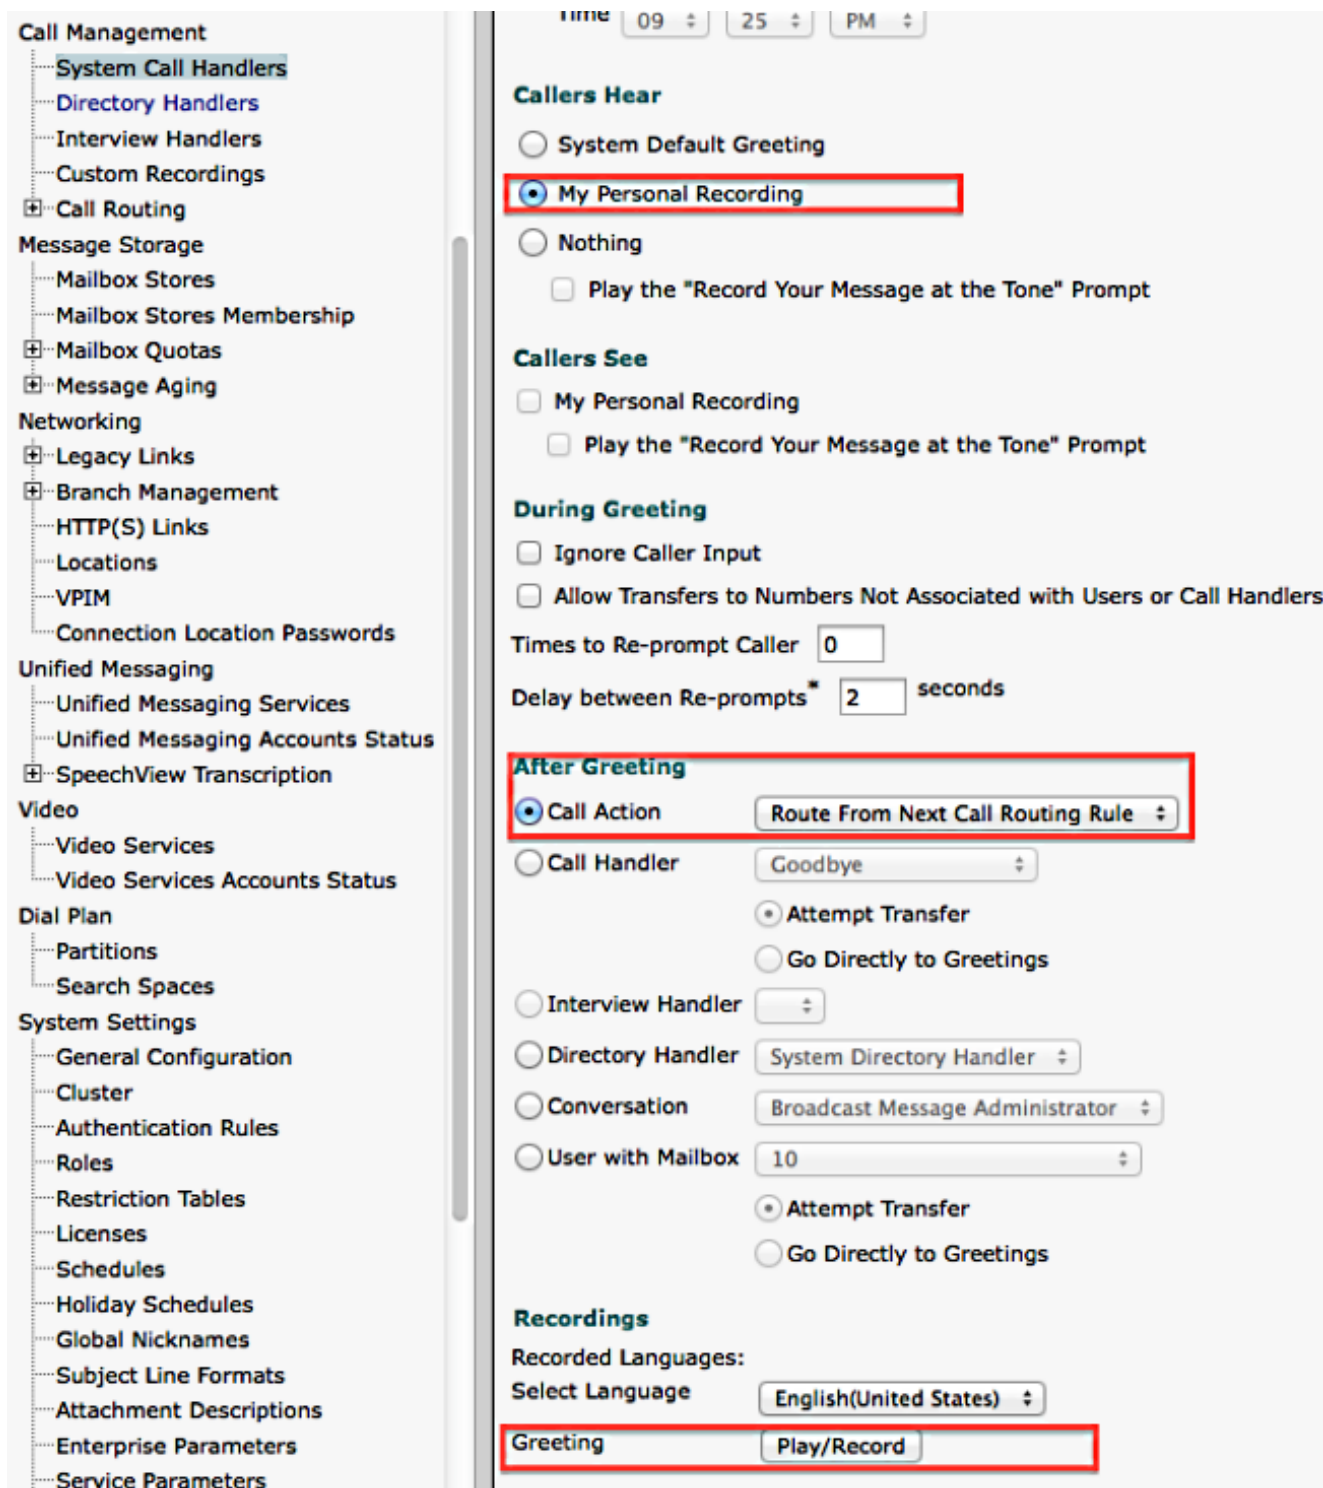 Call Management
System Call Handlers
Directory Handlers
Interview Handlers
Custom Recordings
Call Routing
Message Storage
Mailbox Stores
Mailbox Stores Membership
Mailbox Quotas
Message Aging
Networking
Legacy Links
Branch Management
HTTP(S) Links
Locations
VPIM
Connection Location Passwords
Unified Messaging
Unified Messaging Services
Unified Messaging Accounts Status
SpeechView Transcription
Video
Video Services
Video Services Accounts Status
Dial Plan
Partitions
Search Spaces
System Settings
General Configuration
Cluster
Authentication Rules
Roles
Restriction Tables
Licenses
Schedules
Holiday Schedules
Global Nicknames
Subject Line Formats
Attachment Descriptions
Enterprise Parameters
Service Parameters
Time 09 25 PM
Callers Hear
System Default Greeting
My Personal Recording
Nothing
Play the "Record Your Message at the Tone" Prompt
Callers See
My Personal Recording
Play the "Record Your Message at the Tone" Prompt
During Greeting
Ignore Caller Input
Allow Transfers to Numbers Not Associated with Users or Call Handlers
Times to Re-prompt Caller 0
Delay between Re-prompts* 2 seconds
After Greeting
Call Action Route From Next Call Routing Rule
Call Handler Goodbye
Attempt Transfer
Go Directly to Greetings
Interview Handler
Directory Handler System Directory Handler
Conversation Broadcast Message Administrator
User with Mailbox 10
Attempt Transfer
Go Directly to Greetings
Recordings
Recorded Languages:
Select Language English(United States)
Greeting Play/Record